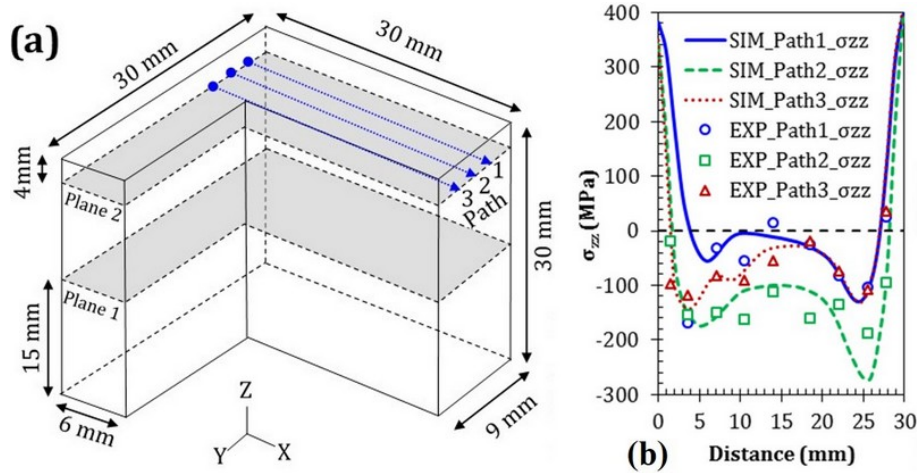 (a)
30 mm
30 mm
4mm
Plane 2
Plane 1
15 mm
6 mm
9 mm
30 mm
1
2
3
Path
Z
Y
X
400
300
200
100
0
-100
-200
-300
σzz (MPa)
SIM_Path1_σzz
SIM_Path2_σzz
SIM_Path3_σzz
EXP_Path1_σzz
EXP_Path2_σzz
EXP_Path3_σzz
0 5 10 15 20 25 30
Distance (mm)
(b)